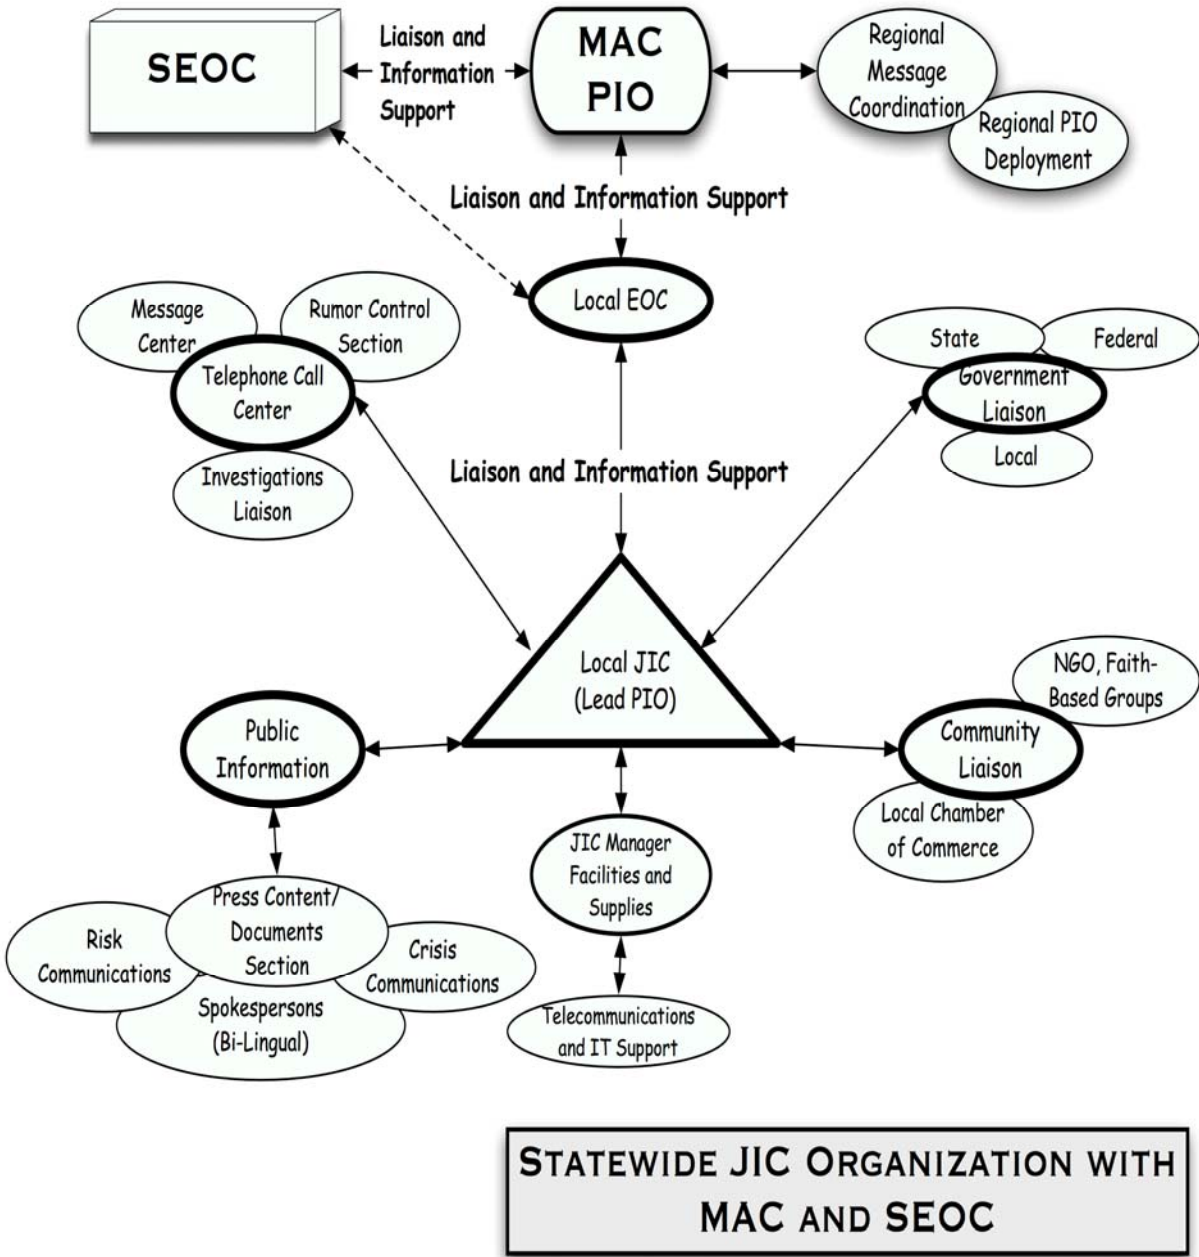 SEOC
Liaison and
Information
Support
MAC
PIO
Regional
Message
Coordination
Regional PIO
Deployment
Liaison and Information Support
Local EOC
Message
Center
Rumor Control
Section
Telephone Call
Center
Investigations
Liaison
State
Federal
Government
Liaison
Local
Liaison and Information Support
Local JIC
(Lead PIO)
NGO, Faith-
Based Groups
Community
Liaison
Local Chamber
of Commerce
Public
Information
JIC Manager
Facilities and
Supplies
Press Content/
Documents
Section
Risk
Communications
Crisis
Communications
Spokespersons
(Bi-Lingual)
Telecommunications
and IT Support
STATEWIDE JIC ORGANIZATION WITH
MAC AND SEOC